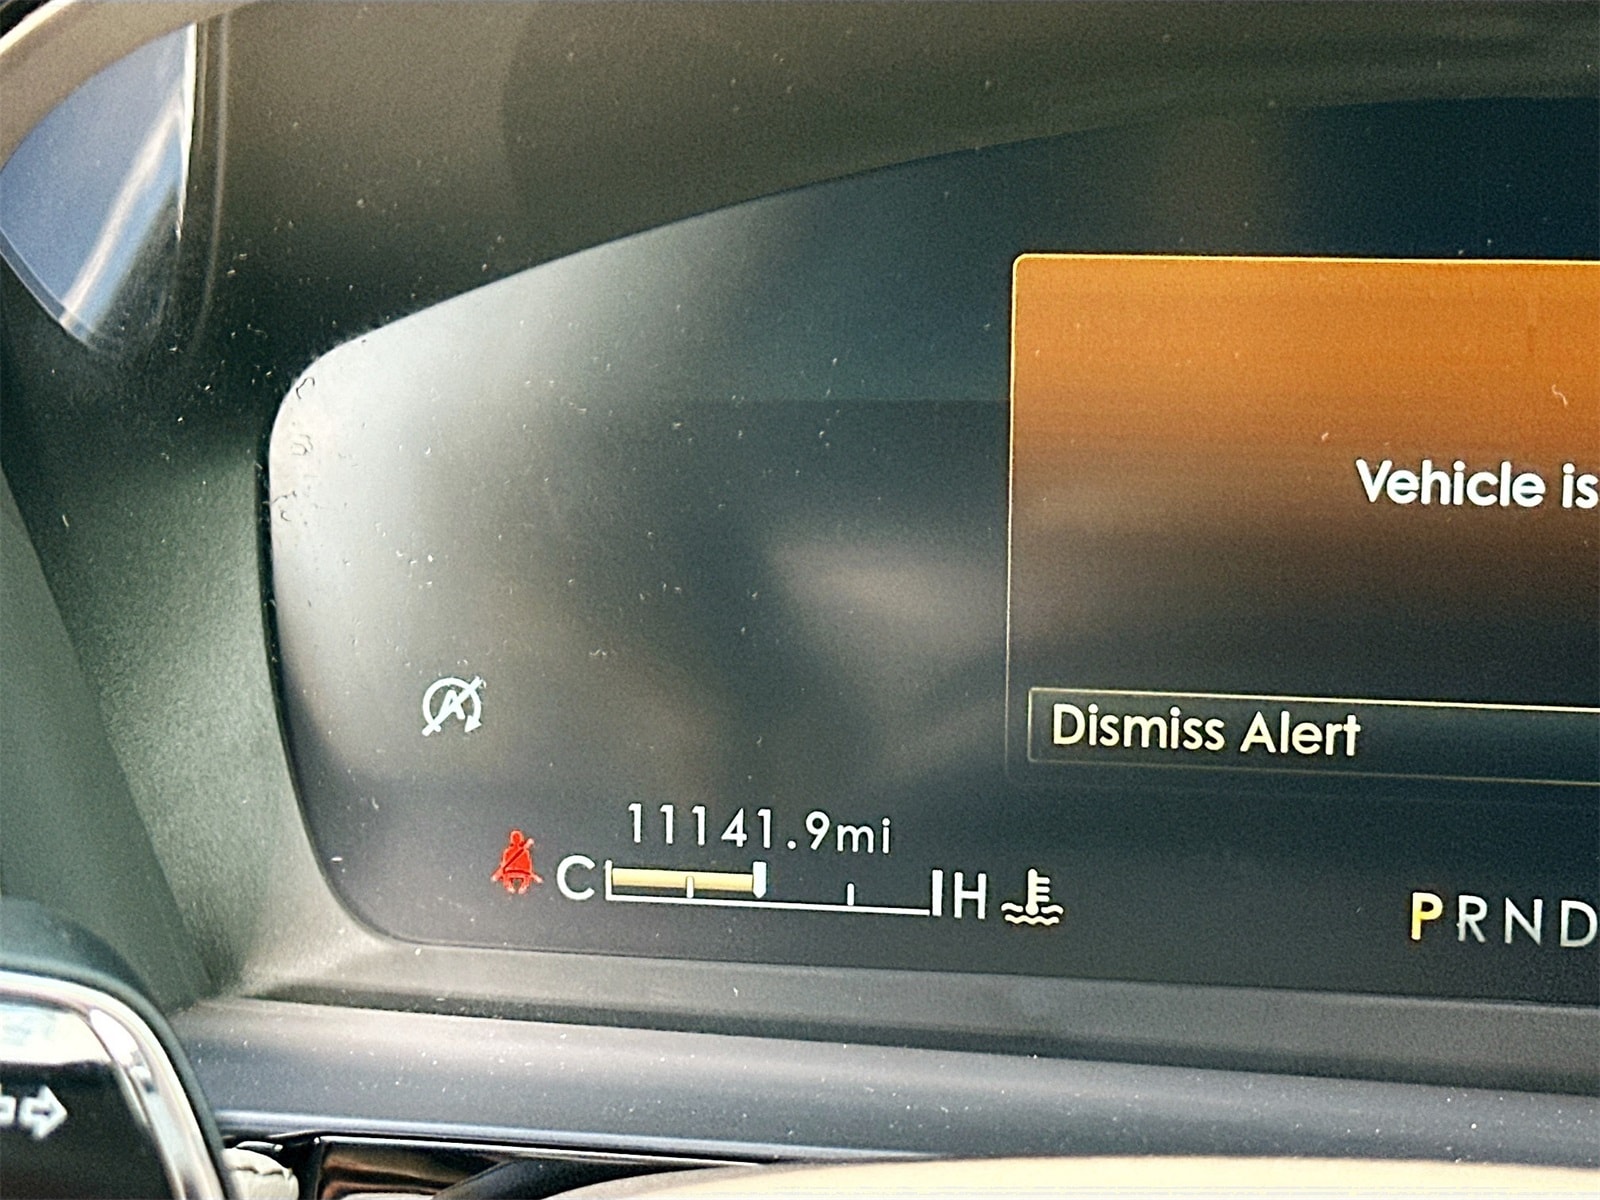 Vehicle is
Dismiss Alert
11141.9mi
C H
PRND